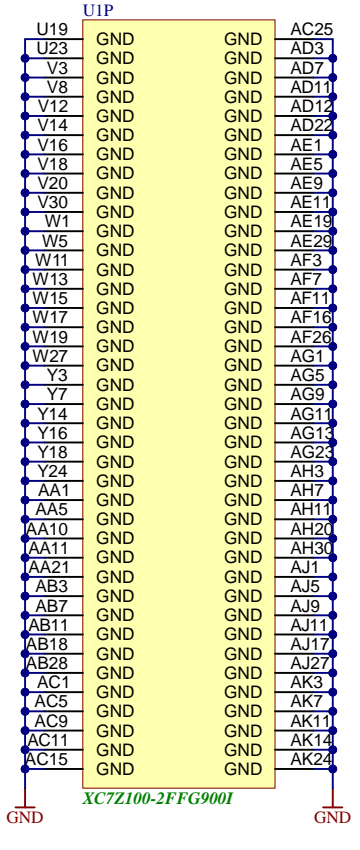 U1P
U19 GND GND AC25
U23 GND GND AD3
V3 GND GND AD7
V8 GND GND AD11
V12 GND GND AD12
V14 GND GND AD22
V16 GND GND AE1
V18 GND GND AE5
V20 GND GND AE9
V30 GND GND AE11
W1 GND GND AE19
W5 GND GND AE29
W11 GND GND AF3
W13 GND GND AF7
W15 GND GND AF11
W17 GND GND AF16
W19 GND GND AF26
W27 GND GND AG1
Y3 GND GND AG5
Y7 GND GND AG9
Y14 GND GND AG11
Y16 GND GND AG13
Y18 GND GND AG23
Y24 GND GND AH3
AA1 GND GND AH7
AA5 GND GND AH11
AA10 GND GND AH20
AA11 GND GND AH30
AA21 GND GND AJ1
AB3 GND GND AJ5
AB7 GND GND AJ9
AB11 GND GND AJ11
AB18 GND GND AJ17
AB28 GND GND AJ27
AC1 GND GND AK3
AC5 GND GND AK7
AC9 GND GND AK11
AC11 GND GND AK14
AC15 GND GND AK24
XC7Z100-2FFG900I
GND GND